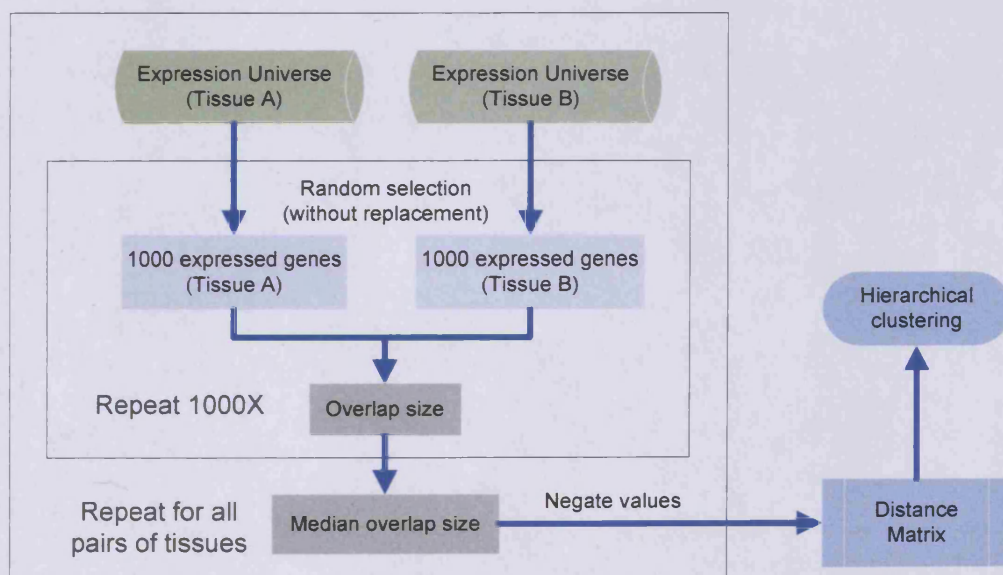 Expression Universe
(Tissue A)
Expression Universe
(Tissue B)
Random selection
(without replacement)
1000 expressed genes
(Tissue A)
1000 expressed genes
(Tissue B)
Hierarchical
clustering
Repeat 1000X
Overlap size
Repeat for all
pairs of tissues
Median overlap size
Negate values
Distance
Matrix